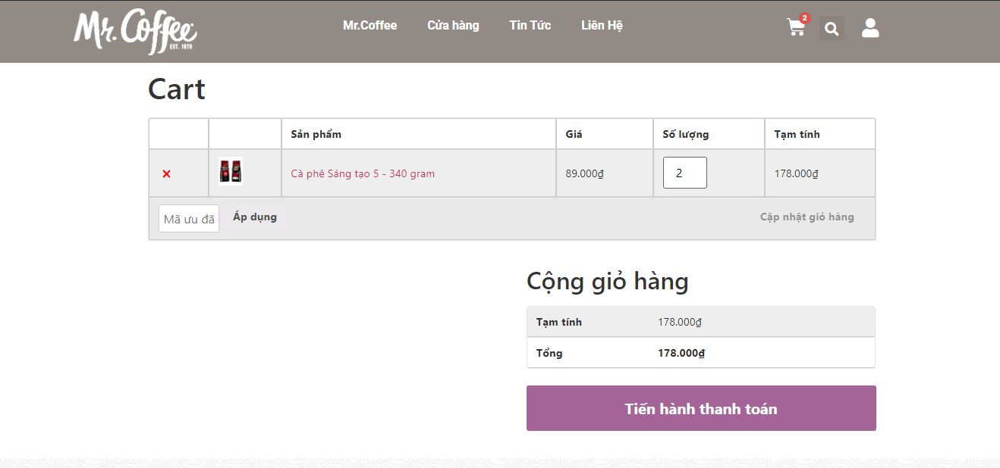 Mr. Coffee
EST. 1970
Mr.Coffee Cửa hàng Tin Tức Liên Hệ
2
Cart
Sản phẩm Giá Số lượng Tạm tính
× Cà phê Sáng tạo 5 - 340 gram 89.000₫ 2 178.000₫
Mã ưu đã Áp dụng Cập nhật giỏ hàng
Cộng giỏ hàng
Tạm tính 178.000₫
Tổng 178.000₫
Tiến hành thanh toán